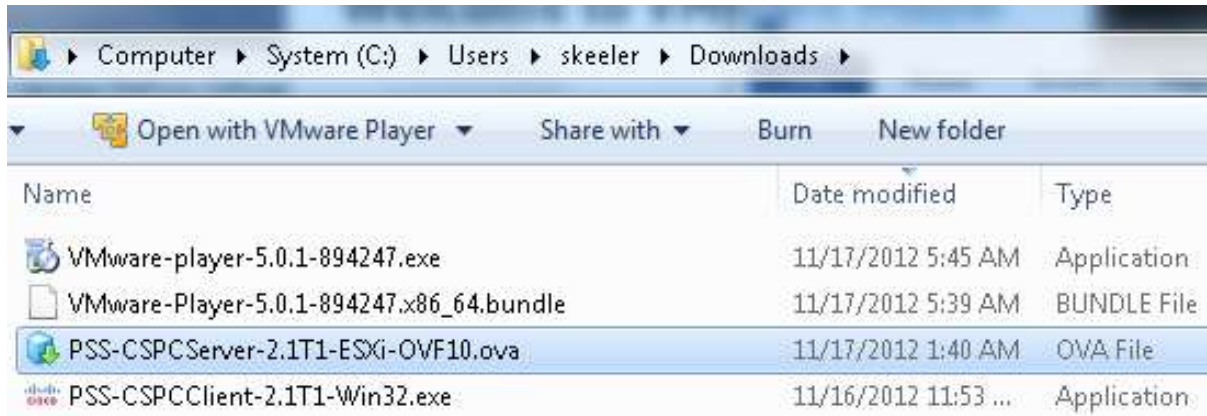 Computer ▸ System (C:) ▸ Users ▸ skeeler ▸ Downloads ▸
Open with VMware Player ▾ Share with ▾ Burn New folder
Name Date modified Type
VMware-player-5.0.1-894247.exe 11/17/2012 5:45 AM Application
VMware-Player-5.0.1-894247.x86_64.bundle 11/17/2012 5:39 AM BUNDLE File
PSS-CSPCServer-2.1T1-ESXi-OVF10.ova 11/17/2012 1:40 AM OVA File
PSS-CSPCClient-2.1T1-Win32.exe 11/16/2012 11:53 ... Application